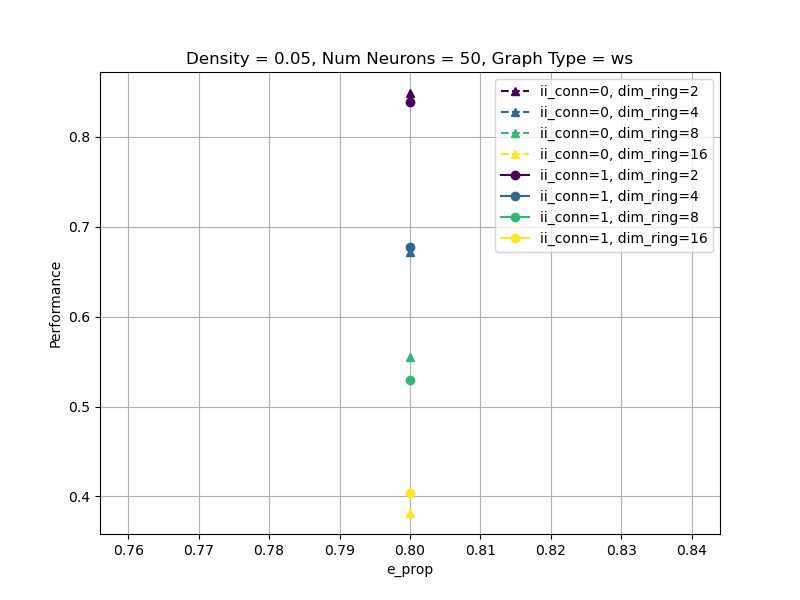 Density = 0.05, Num Neurons = 50, Graph Type = ws
ii_conn=0, dim_ring=2
ii_conn=0, dim_ring=4
ii_conn=0, dim_ring=8
ii_conn=0, dim_ring=16
ii_conn=1, dim_ring=2
ii_conn=1, dim_ring=4
ii_conn=1, dim_ring=8
ii_conn=1, dim_ring=16
Performance
0.8
0.7
0.6
0.5
0.4
0.76 0.77 0.78 0.79 0.80 0.81 0.82 0.83 0.84
e_prop